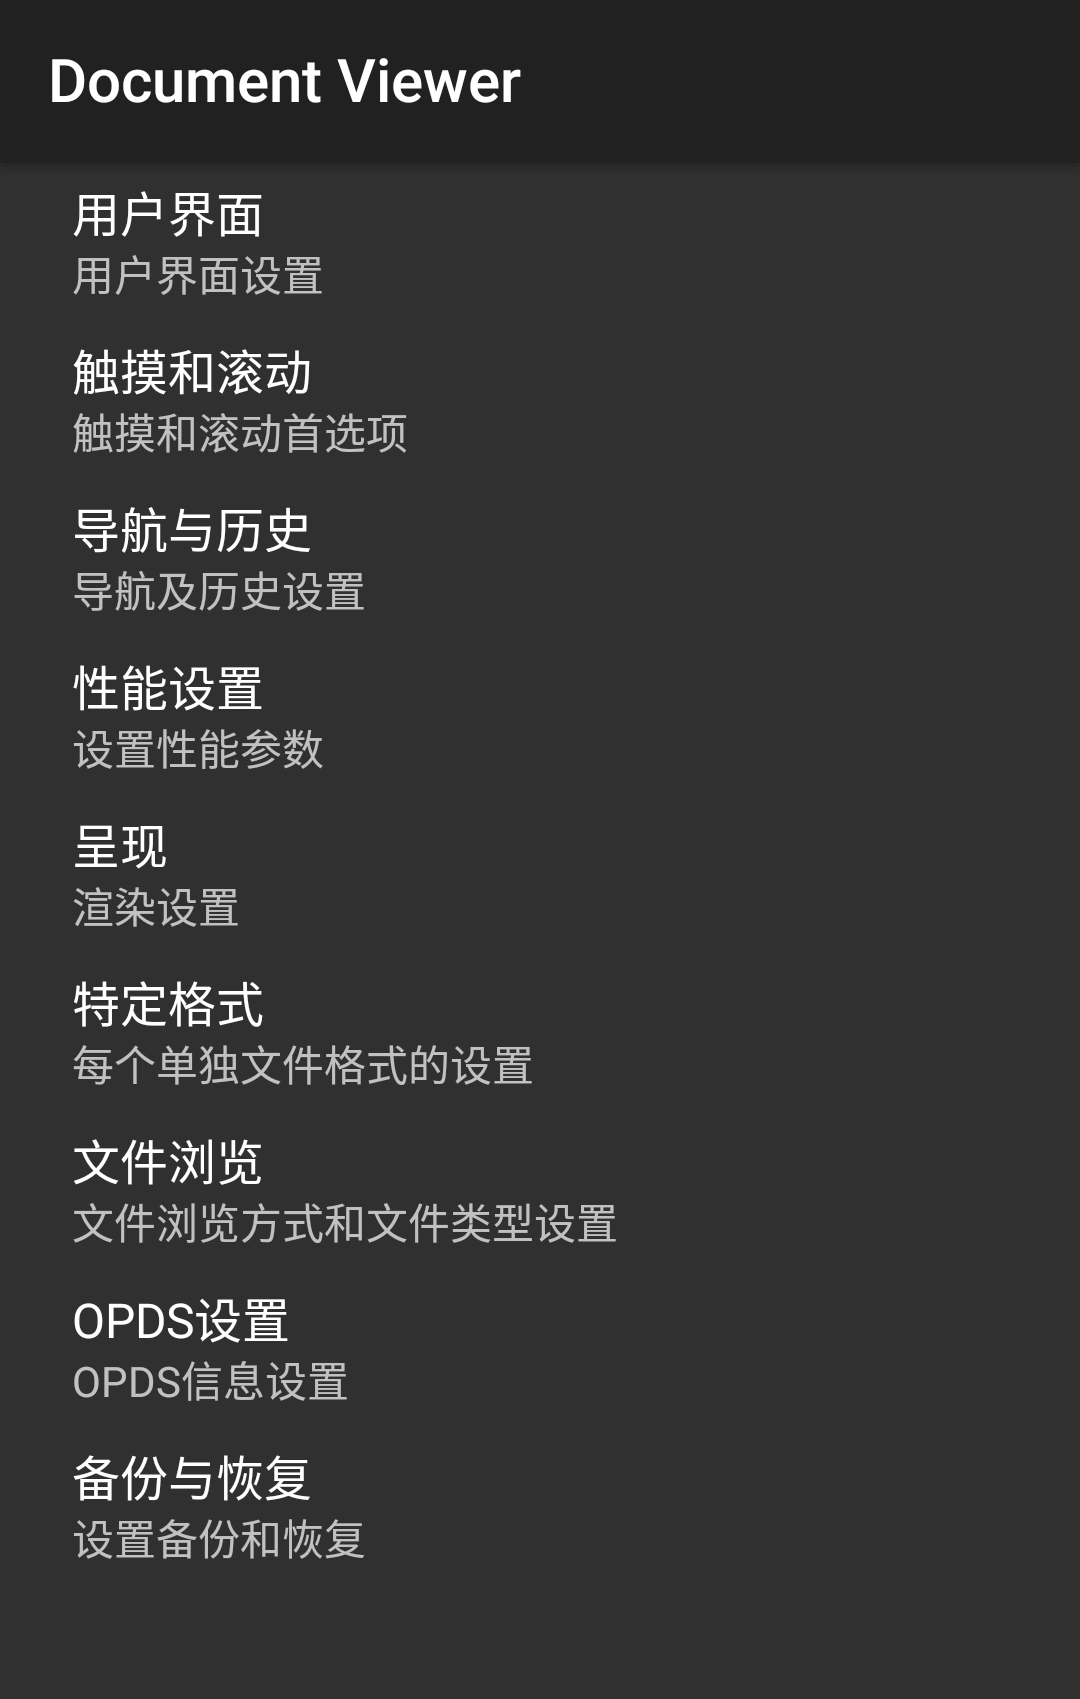 Document Viewer
用户界面
用户界面设置
触摸和滚动
触摸和滚动首选项
导航与历史
导航及历史设置
性能设置
设置性能参数
呈现
渲染设置
特定格式
每个单独文件格式的设置
文件浏览
文件浏览方式和文件类型设置
OPDS设置
OPDS信息设置
备份与恢复
设置备份和恢复